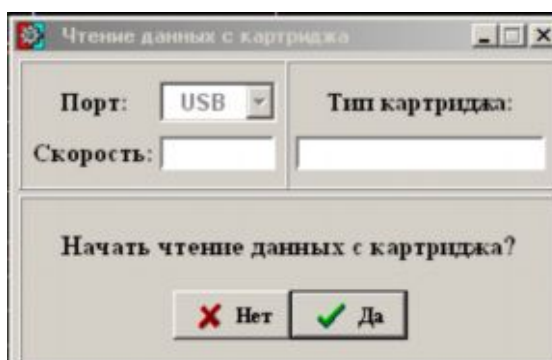 Чтение данных с картриджа
Порт: USB
Тип картриджа:
Скорость:
Начать чтение данных с картриджа?
Нет
Да